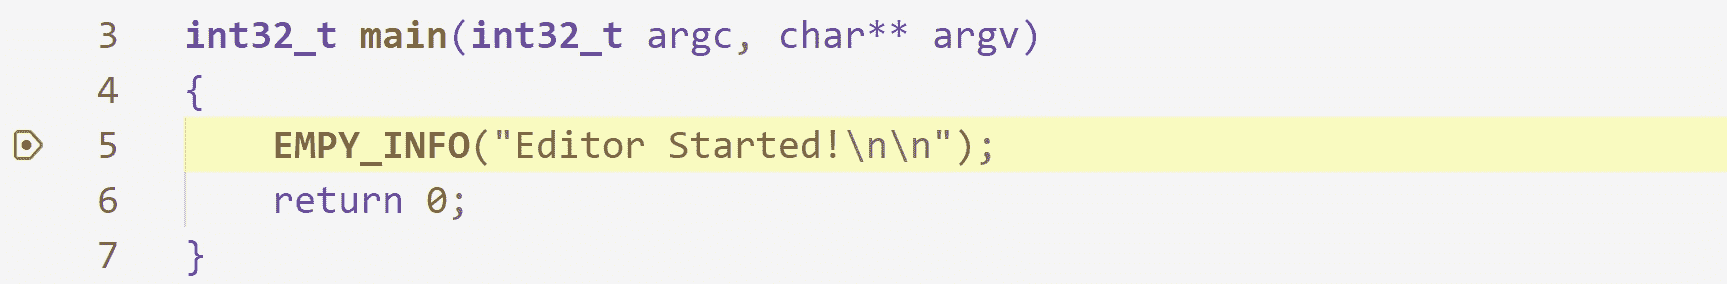 3 int32_t main(int32_t argc, char** argv)
4 {
5 EMPY_INFO("Editor Started!\n\n");
6 return 0;
7 }